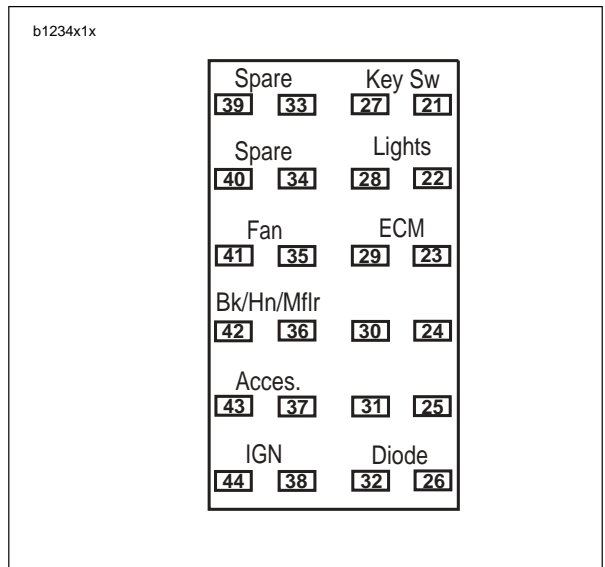 b1234x1x
Spare Key Sw
39 33 27 21
Spare Lights
40 34 28 22
Fan ECM
41 35 29 23
Bk/Hn/Mflr
42 36 30 24
Acces.
43 37 31 25
IGN Diode
44 38 32 26